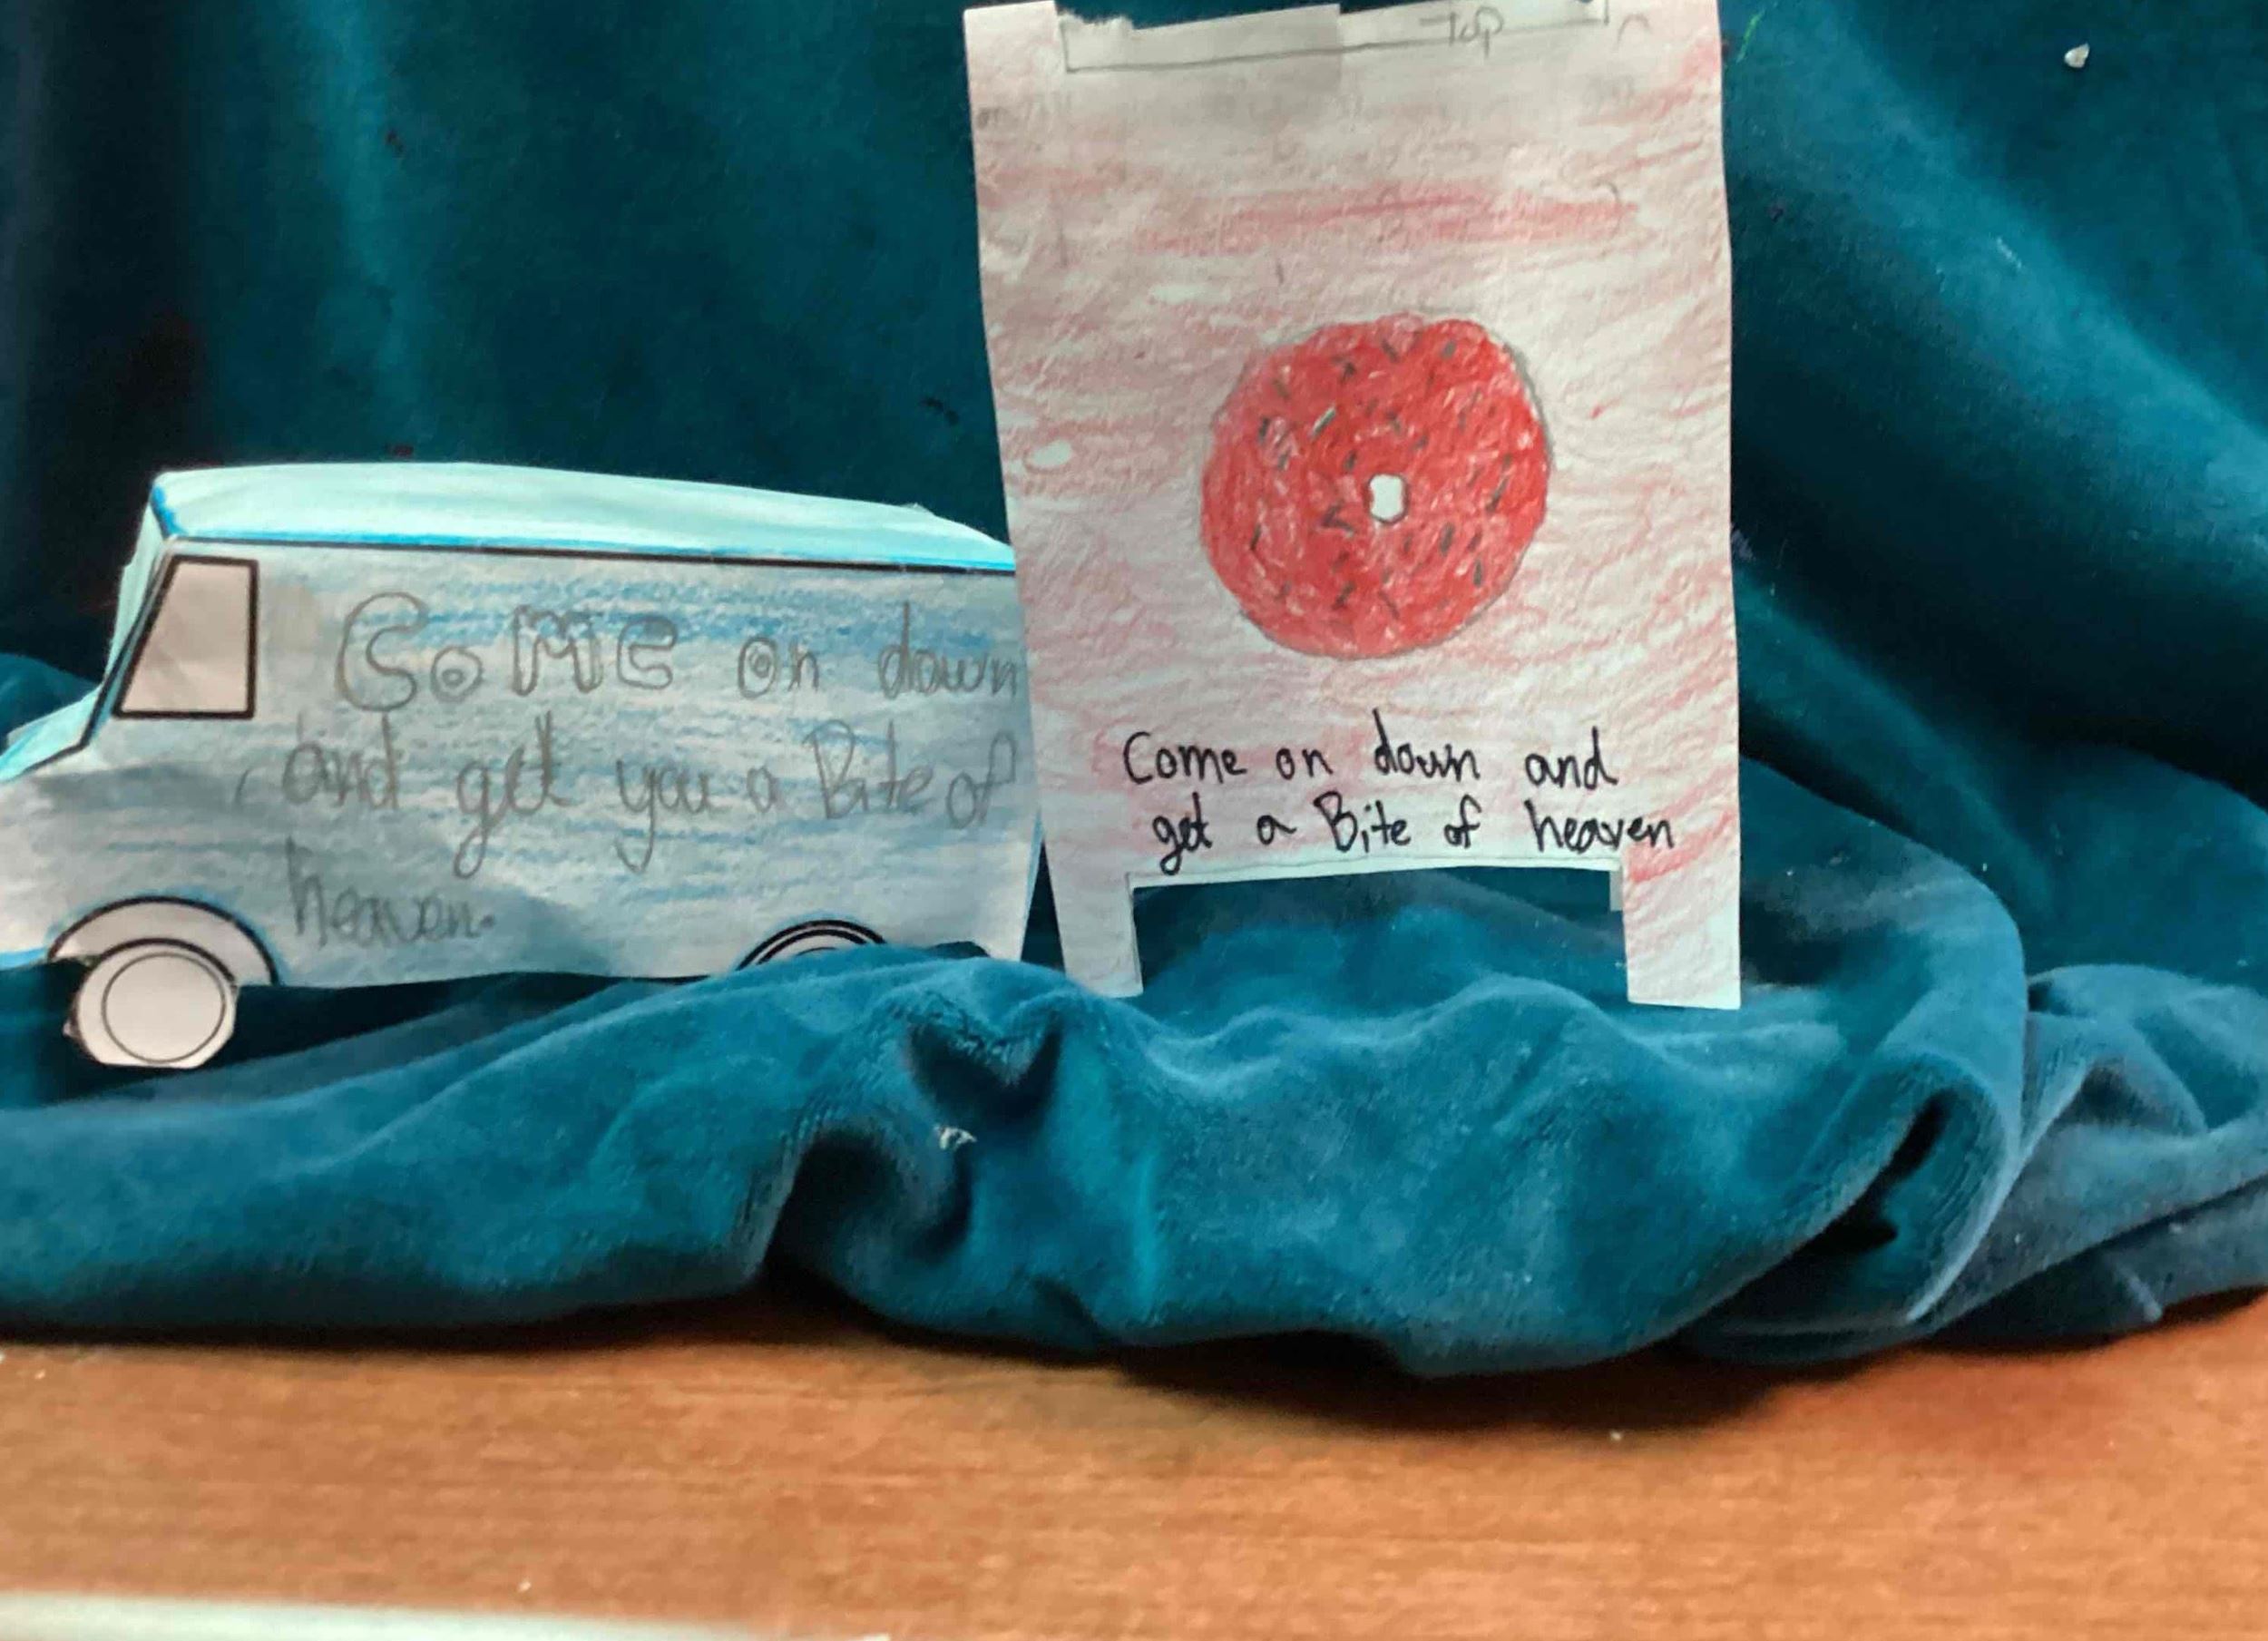 Come on down
and get you a Bite of
heaven.
Top
Come on down and
get a Bite of heaven